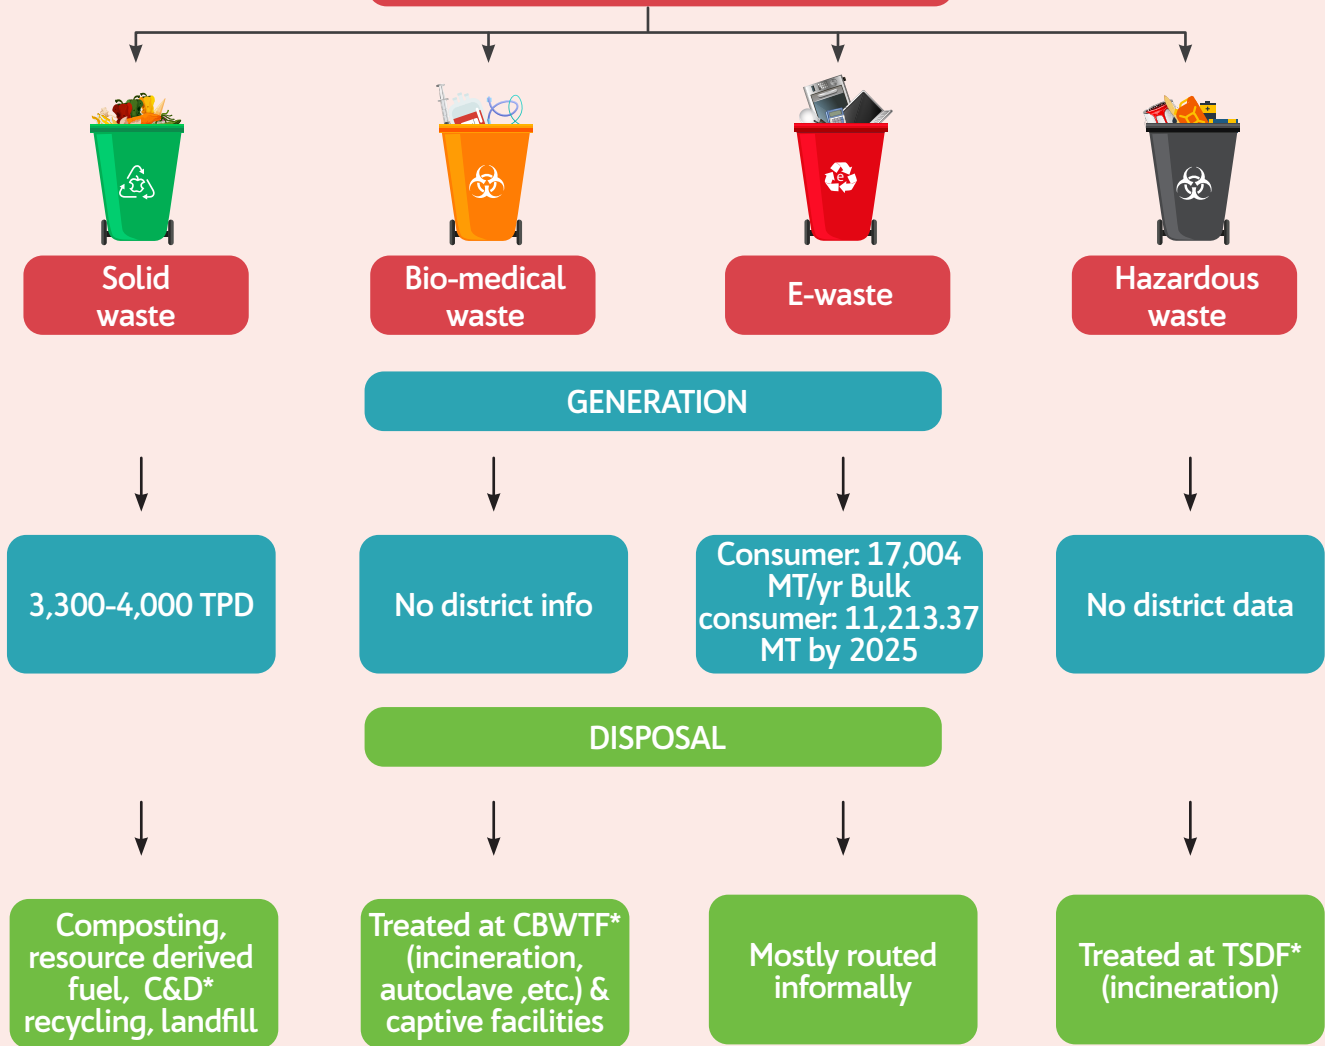 Solid
waste
Bio-medical
waste
E-waste
Hazardous
waste
GENERATION
3,300-4,000 TPD
No district info
Consumer: 17,004
MT/yr Bulk
consumer: 11,213.37
MT by 2025
No district data
DISPOSAL
Composting,
resource derived
fuel, C&D*
recycling, landfill
Treated at CBWTF*
(incineration,
autoclave ,etc.) &
captive facilities
Mostly routed
informally
Treated at TSDF*
(incineration)